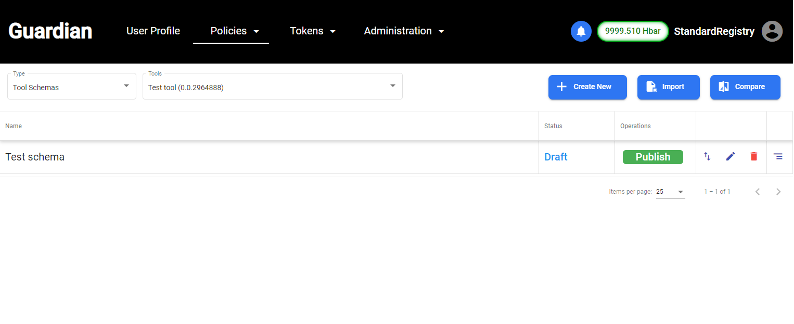 Guardian User Profile Policies Tokens Administration 9999.510 Hbar StandardRegistry
Type Tools
Tool Schemas Test tool (0.0.2964888) Create New Import Compare
Name Status Operations
Test schema Draft Publish
Items per page: 25 1 – 1 of 1